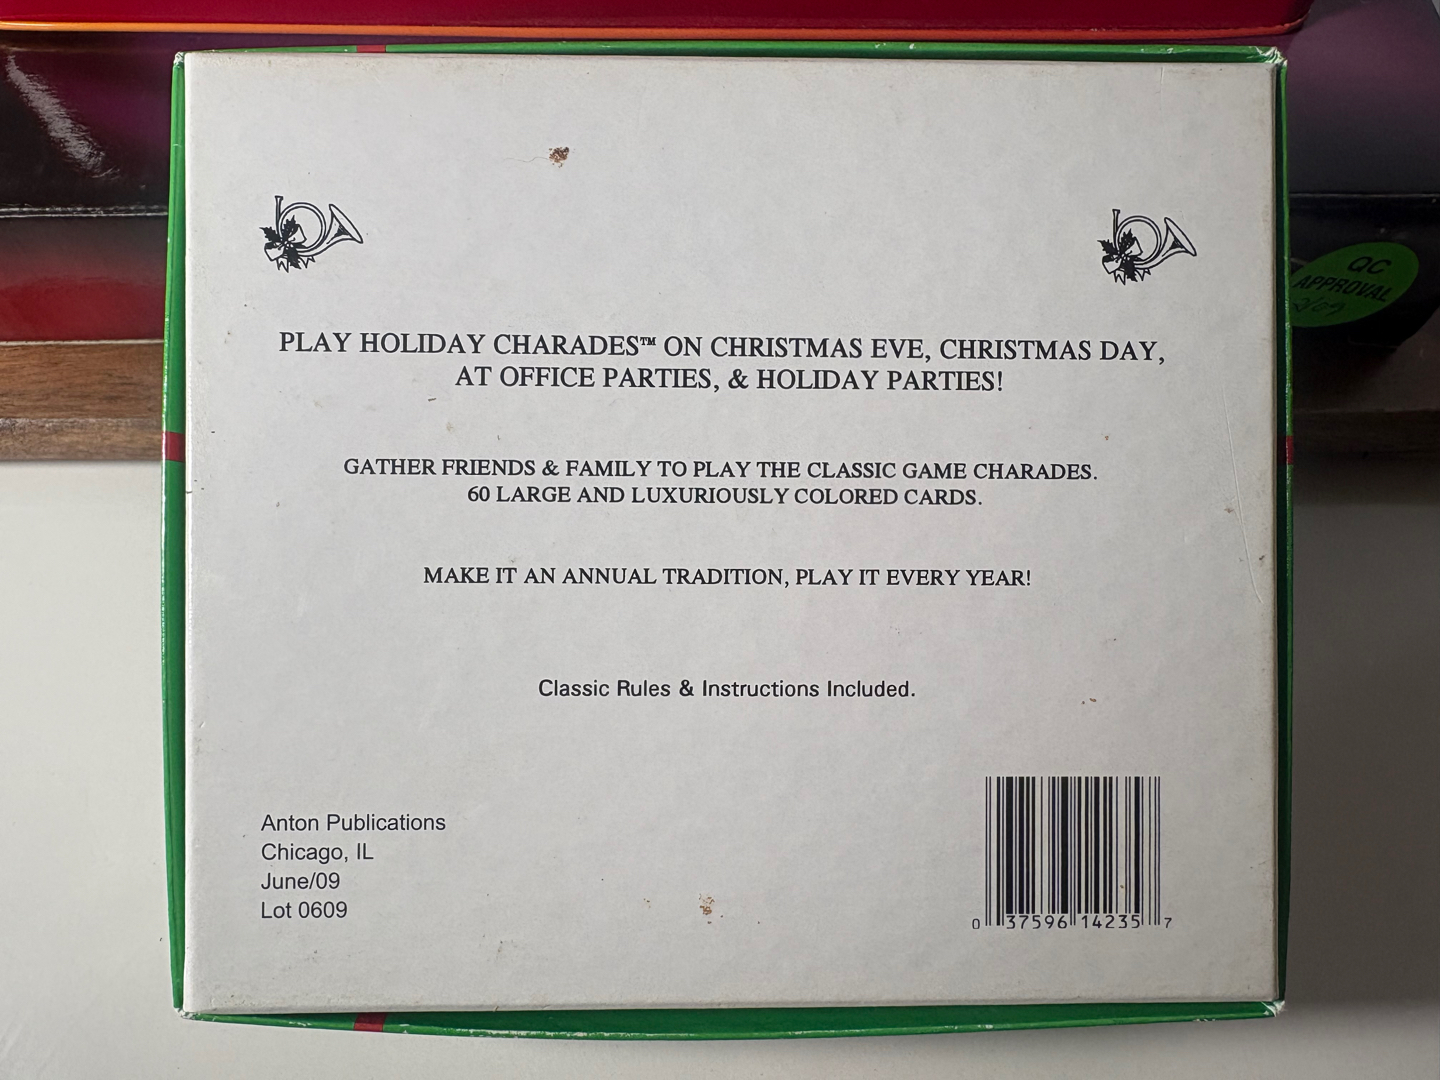 QC
APPROVAL
PLAY HOLIDAY CHARADES™ ON CHRISTMAS EVE, CHRISTMAS DAY,
AT OFFICE PARTIES, & HOLIDAY PARTIES!
GATHER FRIENDS & FAMILY TO PLAY THE CLASSIC GAME CHARADES.
60 LARGE AND LUXURIOUSLY COLORED CARDS.
MAKE IT AN ANNUAL TRADITION, PLAY IT EVERY YEAR!
Classic Rules & Instructions Included.
Anton Publications
Chicago, IL
June/09
Lot 0609
0 37596 14235 7